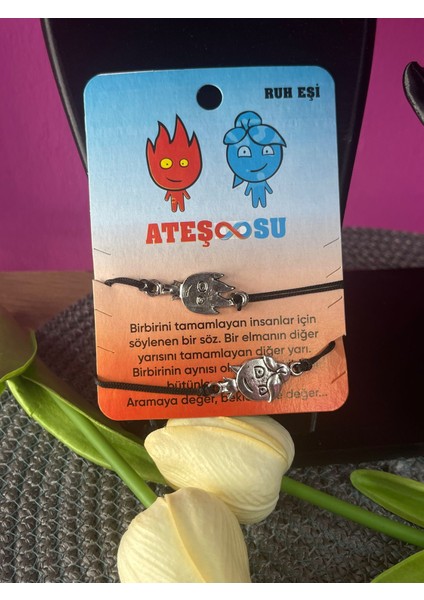 RUH EŞİ
ATEŞ SU
Birbirini tamamlayan insanlar için
söylenen bir söz. Bir elmanın diğer
yarısını tamamlayan diğer yarı.
Birbirinin aynısı
bütünle
Aramaya değer, değer...